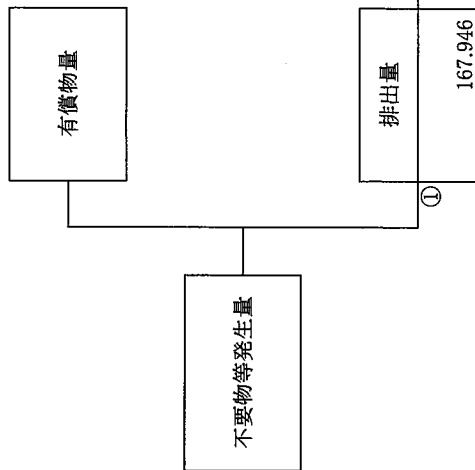 不要物等発生量
有償物量
①
排出量
167.946